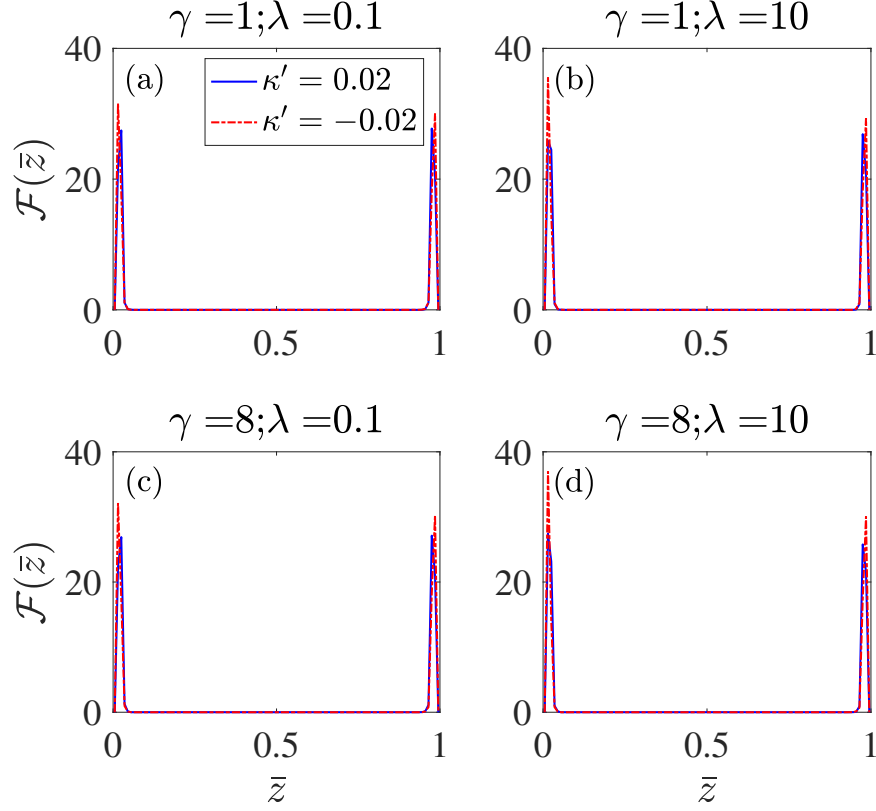 γ =1;λ =0.1
γ =1;λ =10
40
(a)
κ′ = 0.02
κ′ = −0.02
20
0
0 0.5 1
ℱ(z̄)
40
(b)
20
0
0 0.5 1
γ =8;λ =0.1
γ =8;λ =10
40
(c)
20
0
0 0.5 1
ℱ(z̄)
z̄
40
(d)
20
0
0 0.5 1
z̄